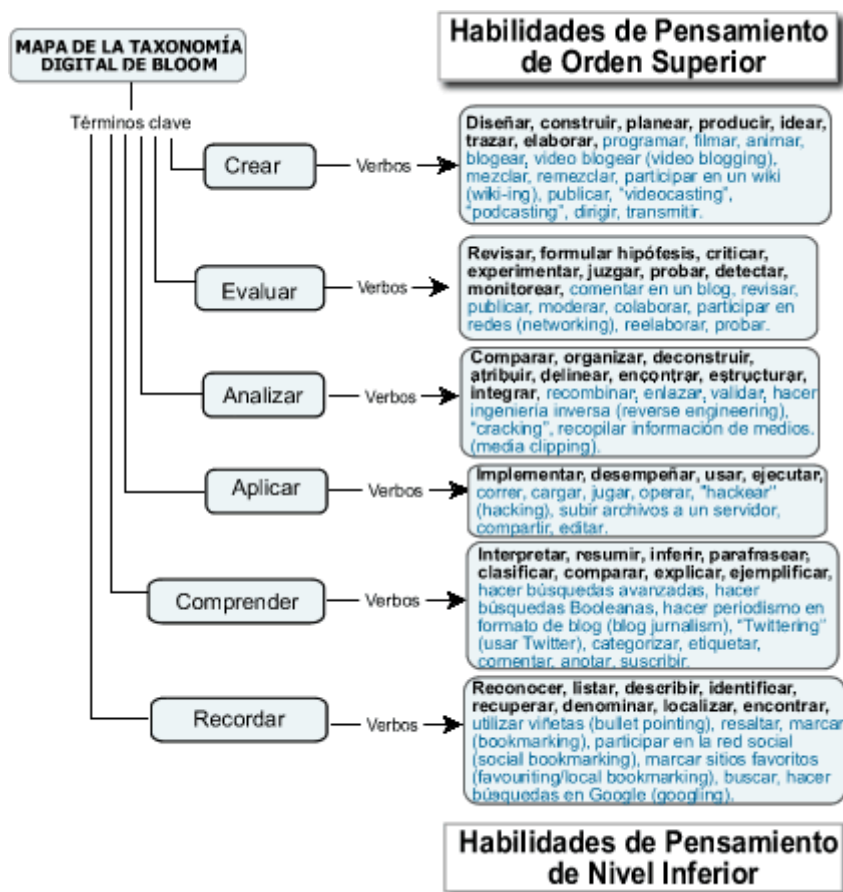 MAPA DE LA TAXONOMÍA
DIGITAL DE BLOOM
Habilidades de Pensamiento
de Orden Superior
Términos clave
Crear
Verbos
Diseñar, construir, planear, producir, idear,
trazar, elaborar, programar, filmar, animar,
blogear, video blogear (video blogging),
mezclar, remezclar, participar en un wiki
(wiki-ing), publicar, "videocasting",
"podcasting", dirigir, transmitir.
Evaluar
Verbos
Revisar, formular hipófesis, criticar,
experimentar, juzgar, probar, detectar,
monitorear, comentar en un blog, revisar,
publicar, moderar, colaborar, participar en
redes (networking), reelaborar, probar.
Analizar
Verbos
Comparar, organizar, deconstruir,
atribuir, delinear, encontrar, estructurar,
integrar, recombinar, enlazar, validar, hacer
ingeniería inversa (reverse engineering),
"cracking", recopilar información de medios.
(media clipping).
Aplicar
Verbos
Implementar, desempeñar, usar, ejecutar,
correr, cargar, jugar, operar, "hackear"
(hacking), subir archivos a un servidor,
compartir, editar.
Comprender
Verbos
Interpretar, resumir, inferir, parafrasear,
clasificar, comparar, explicar, ejemplificar,
hacer búsquedas avanzadas, hacer
búsquedas Booleanas, hacer periodismo en
formato de blog (blog jurnalism), "Twittering"
(usar Twitter), categorizar, etiquetar,
comentar, anotar, suscribir.
Recordar
Verbos
Reconocer, listar, describir, identificar,
recuperar, denominar, localizar, encontrar,
utilizar viñetas (bullet pointing), resaltar, marcar
(bookmarking), participar en la red social
(social bookmarking), marcar sitios favoritos
(favouriting/local bookmarking), buscar, hacer
búsquedas en Google (googling).
Habilidades de Pensamiento
de Nivel Inferior